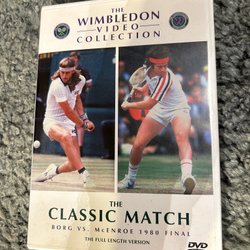 THE
WIMBLEDON
VIDEO
COLLECTION
THE
CLASSIC MATCH
BORG VS. McENROE 1980 FINAL
THE FULL LENGTH VERSION
DVD